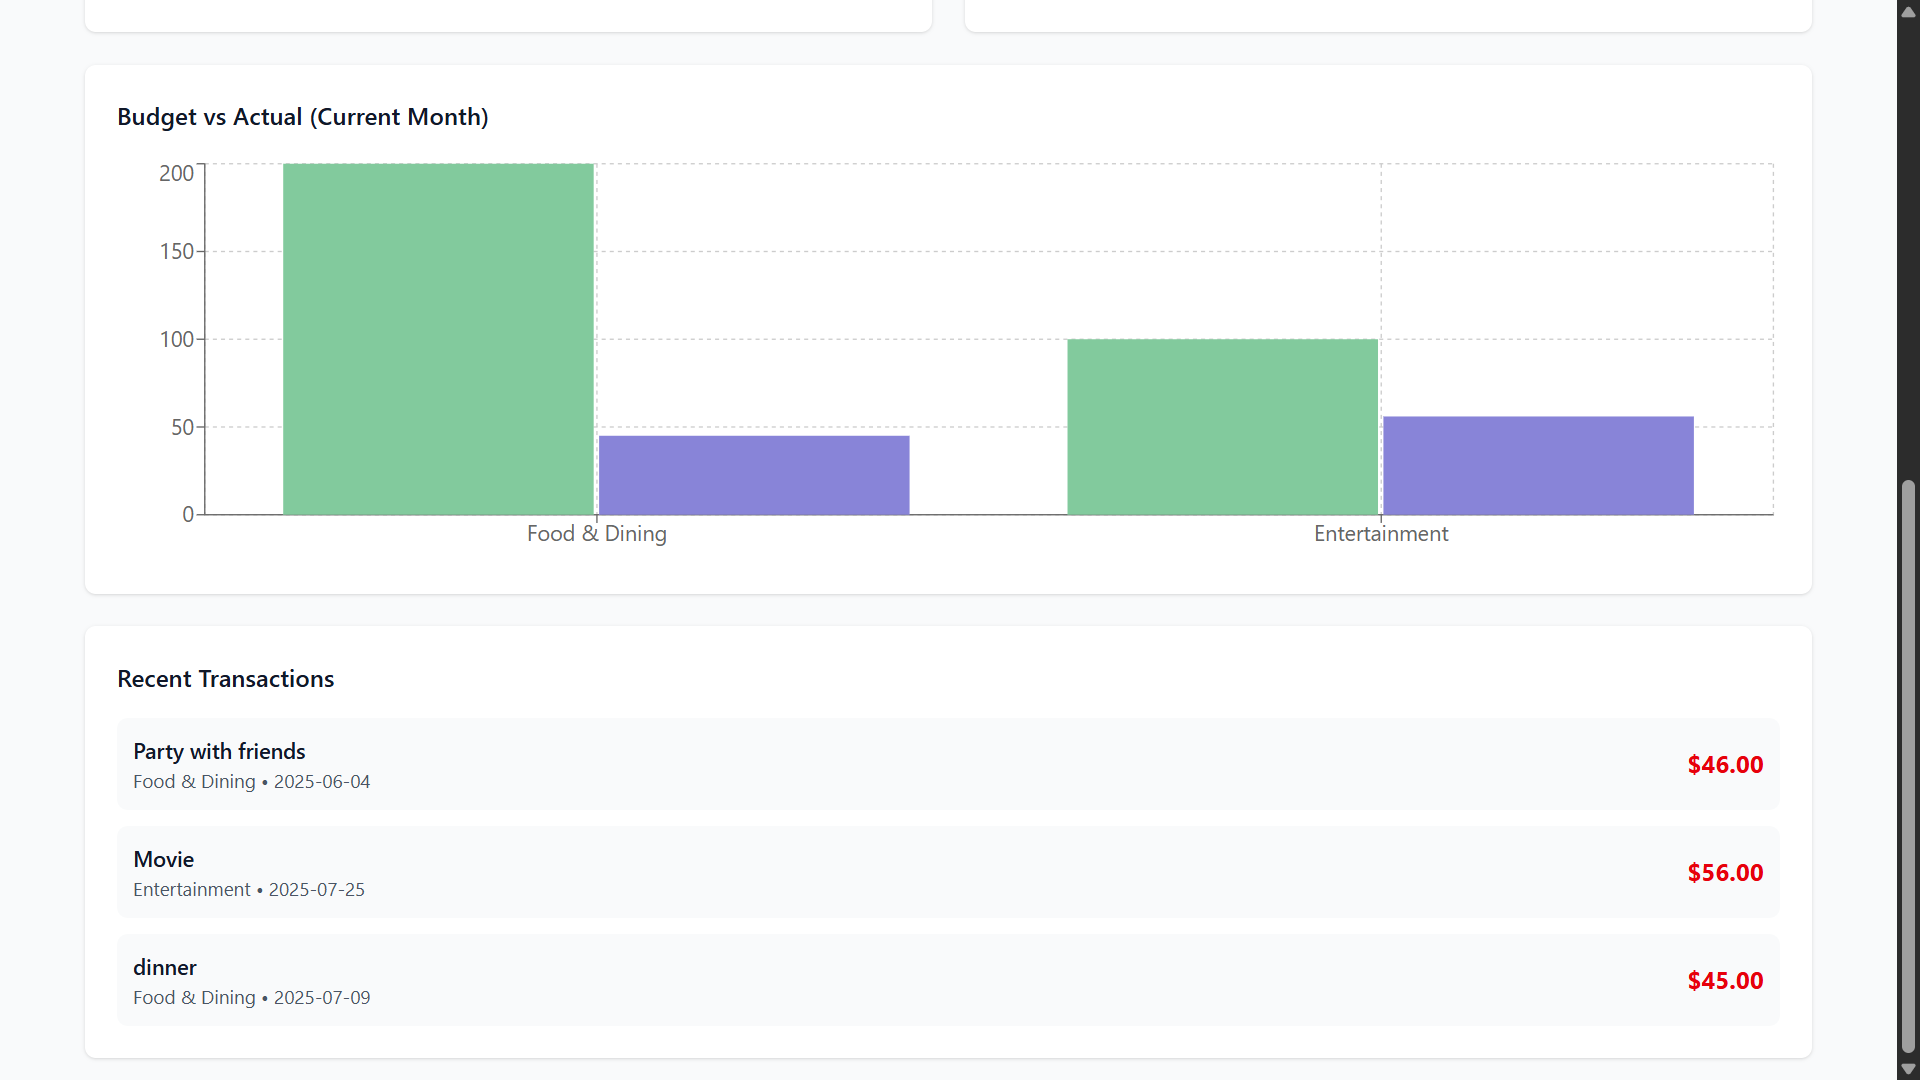 Budget vs Actual (Current Month)
200
150
100
50
0
Food & Dining
Entertainment
Recent Transactions
Party with friends
Food & Dining • 2025-06-04
$46.00
Movie
Entertainment • 2025-07-25
$56.00
dinner
Food & Dining • 2025-07-09
$45.00